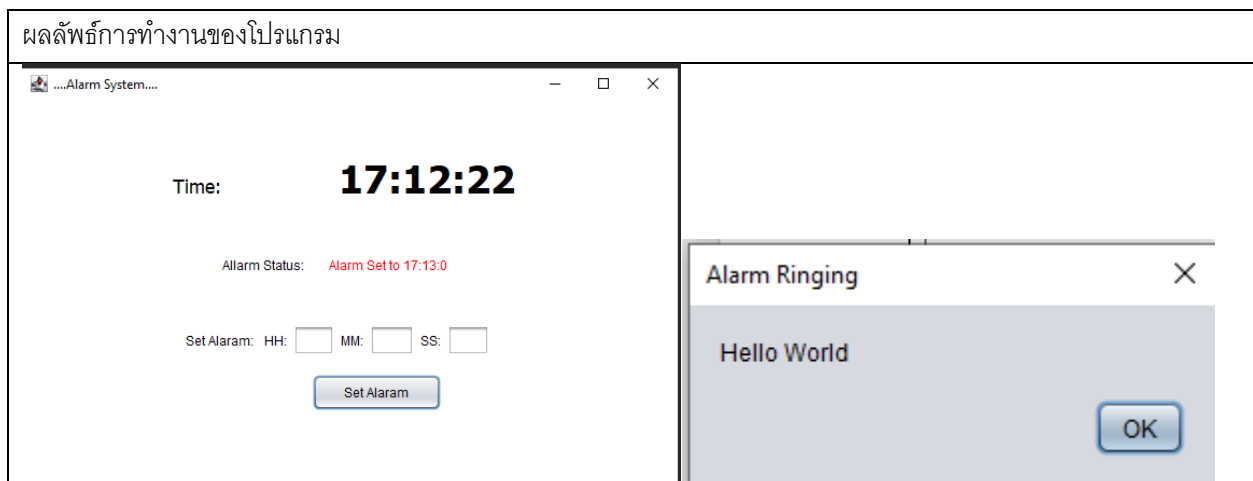 ผลลัพธ์การทำงานของโปรแกรม
....Alarm System....
Time: 17:12:22
Allarm Status: Alarm Set to 17:13:0
Set Alaram: HH: MM: SS:
Set Alaram
Alarm Ringing
Hello World
OK